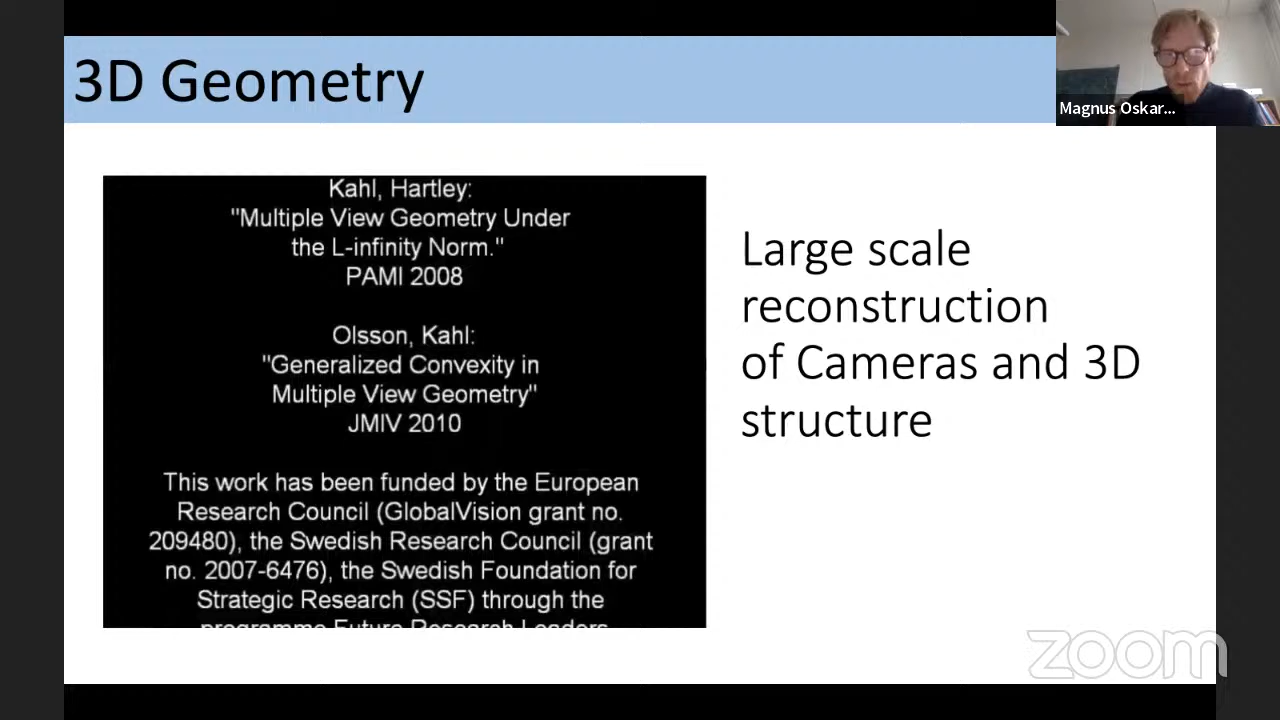 3D Geometry
Magnus Oskar...
Kahl, Hartley:
"Multiple View Geometry Under
the L-infinity Norm."
PAMI 2008
Olsson, Kahl:
"Generalized Convexity in
Multiple View Geometry"
JMIV 2010
This work has been funded by the European
Research Council (GlobalVision grant no.
209480), the Swedish Research Council (grant
no. 2007-6476), the Swedish Foundation for
Strategic Research (SSF) through the
programme Future Research Leaders
Large scale
reconstruction
of Cameras and 3D
structure
zoom